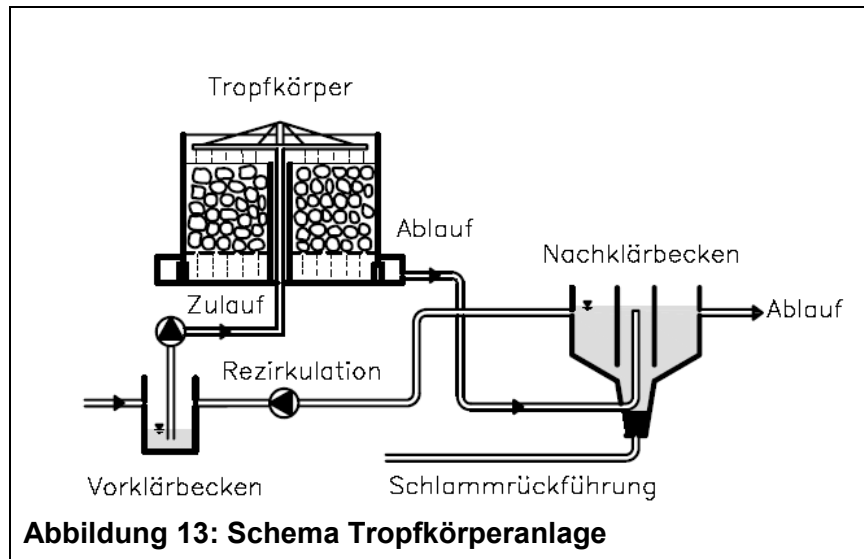 Tropfkörper
Ablauf
Nachklärbecken
Zulauf
Ablauf
Rezirkulation
Vorklärbecken
Schlammrückführung
Abbildung 13: Schema Tropfkörperanlage